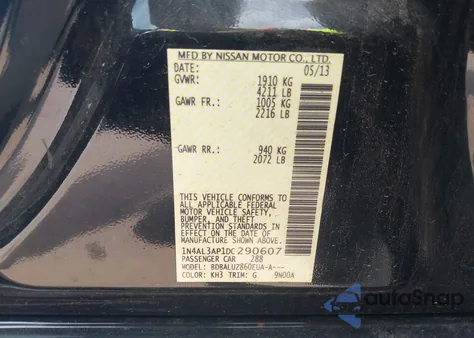 MFD BY NISSAN MOTOR CO., LTD.
DATE: 05/13
GVWR: 1910 KG
4211 LB
GAWR FR: 1005 KG
2216 LB
GAWR RR: 940 KG
2072 LB
THIS VEHICLE CONFORMS TO
ALL APPLICABLE FEDERAL
MOTOR VEHICLE SAFETY,
BUMPER, AND THEFT
PREVENTION STANDARDS IN
EFFECT ON THE DATE OF
MANUFACTURE SHOWN ABOVE.
1N4AL3AP1DC290607
PASSENGER CAR 288
MODEL: BDBALUZ860EUA-A---
COLOR: KH3 TRIM: G 9N00A
autoSnap